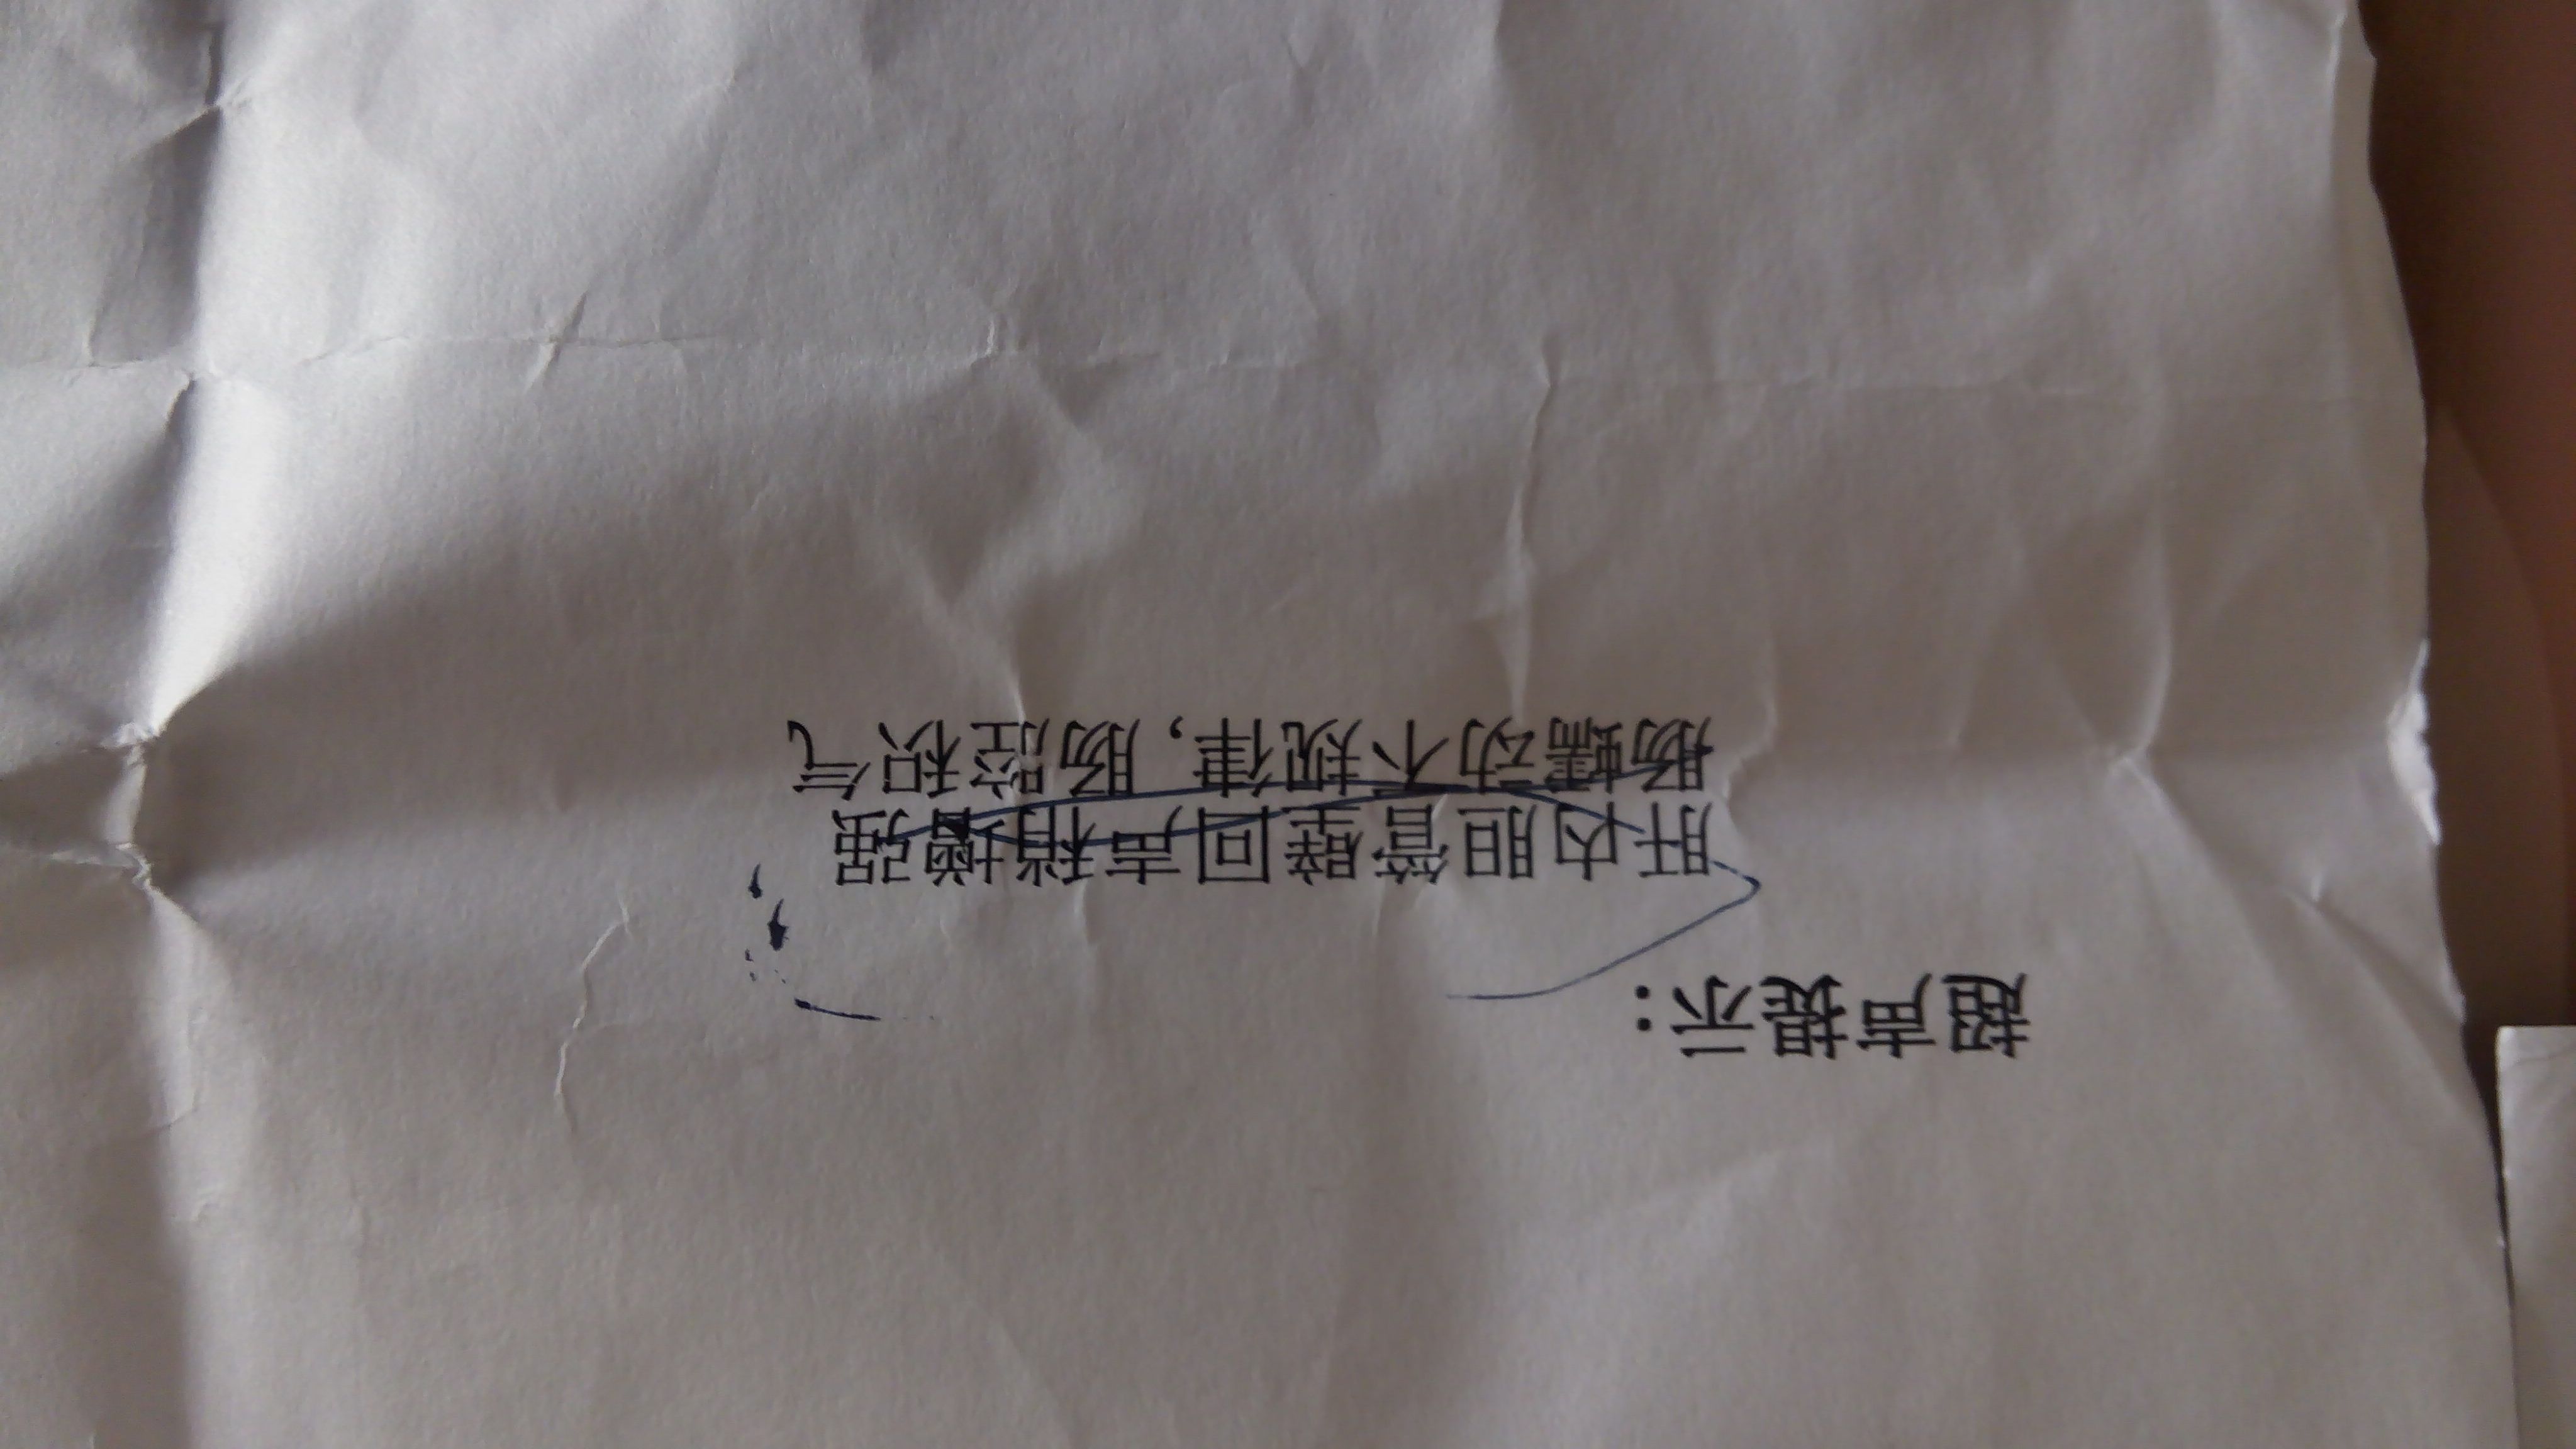 超声提示：
肝内胆管壁回声稍增强
肠蠕动不规律，肠腔积气